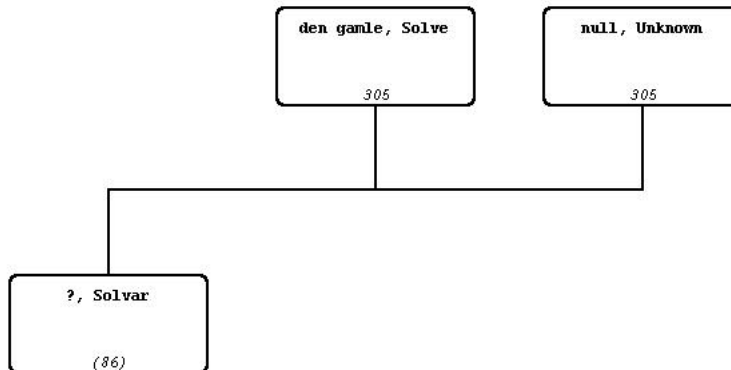 den gamle, Solve
305
null, Unknown
305
?, Solvar
(86)